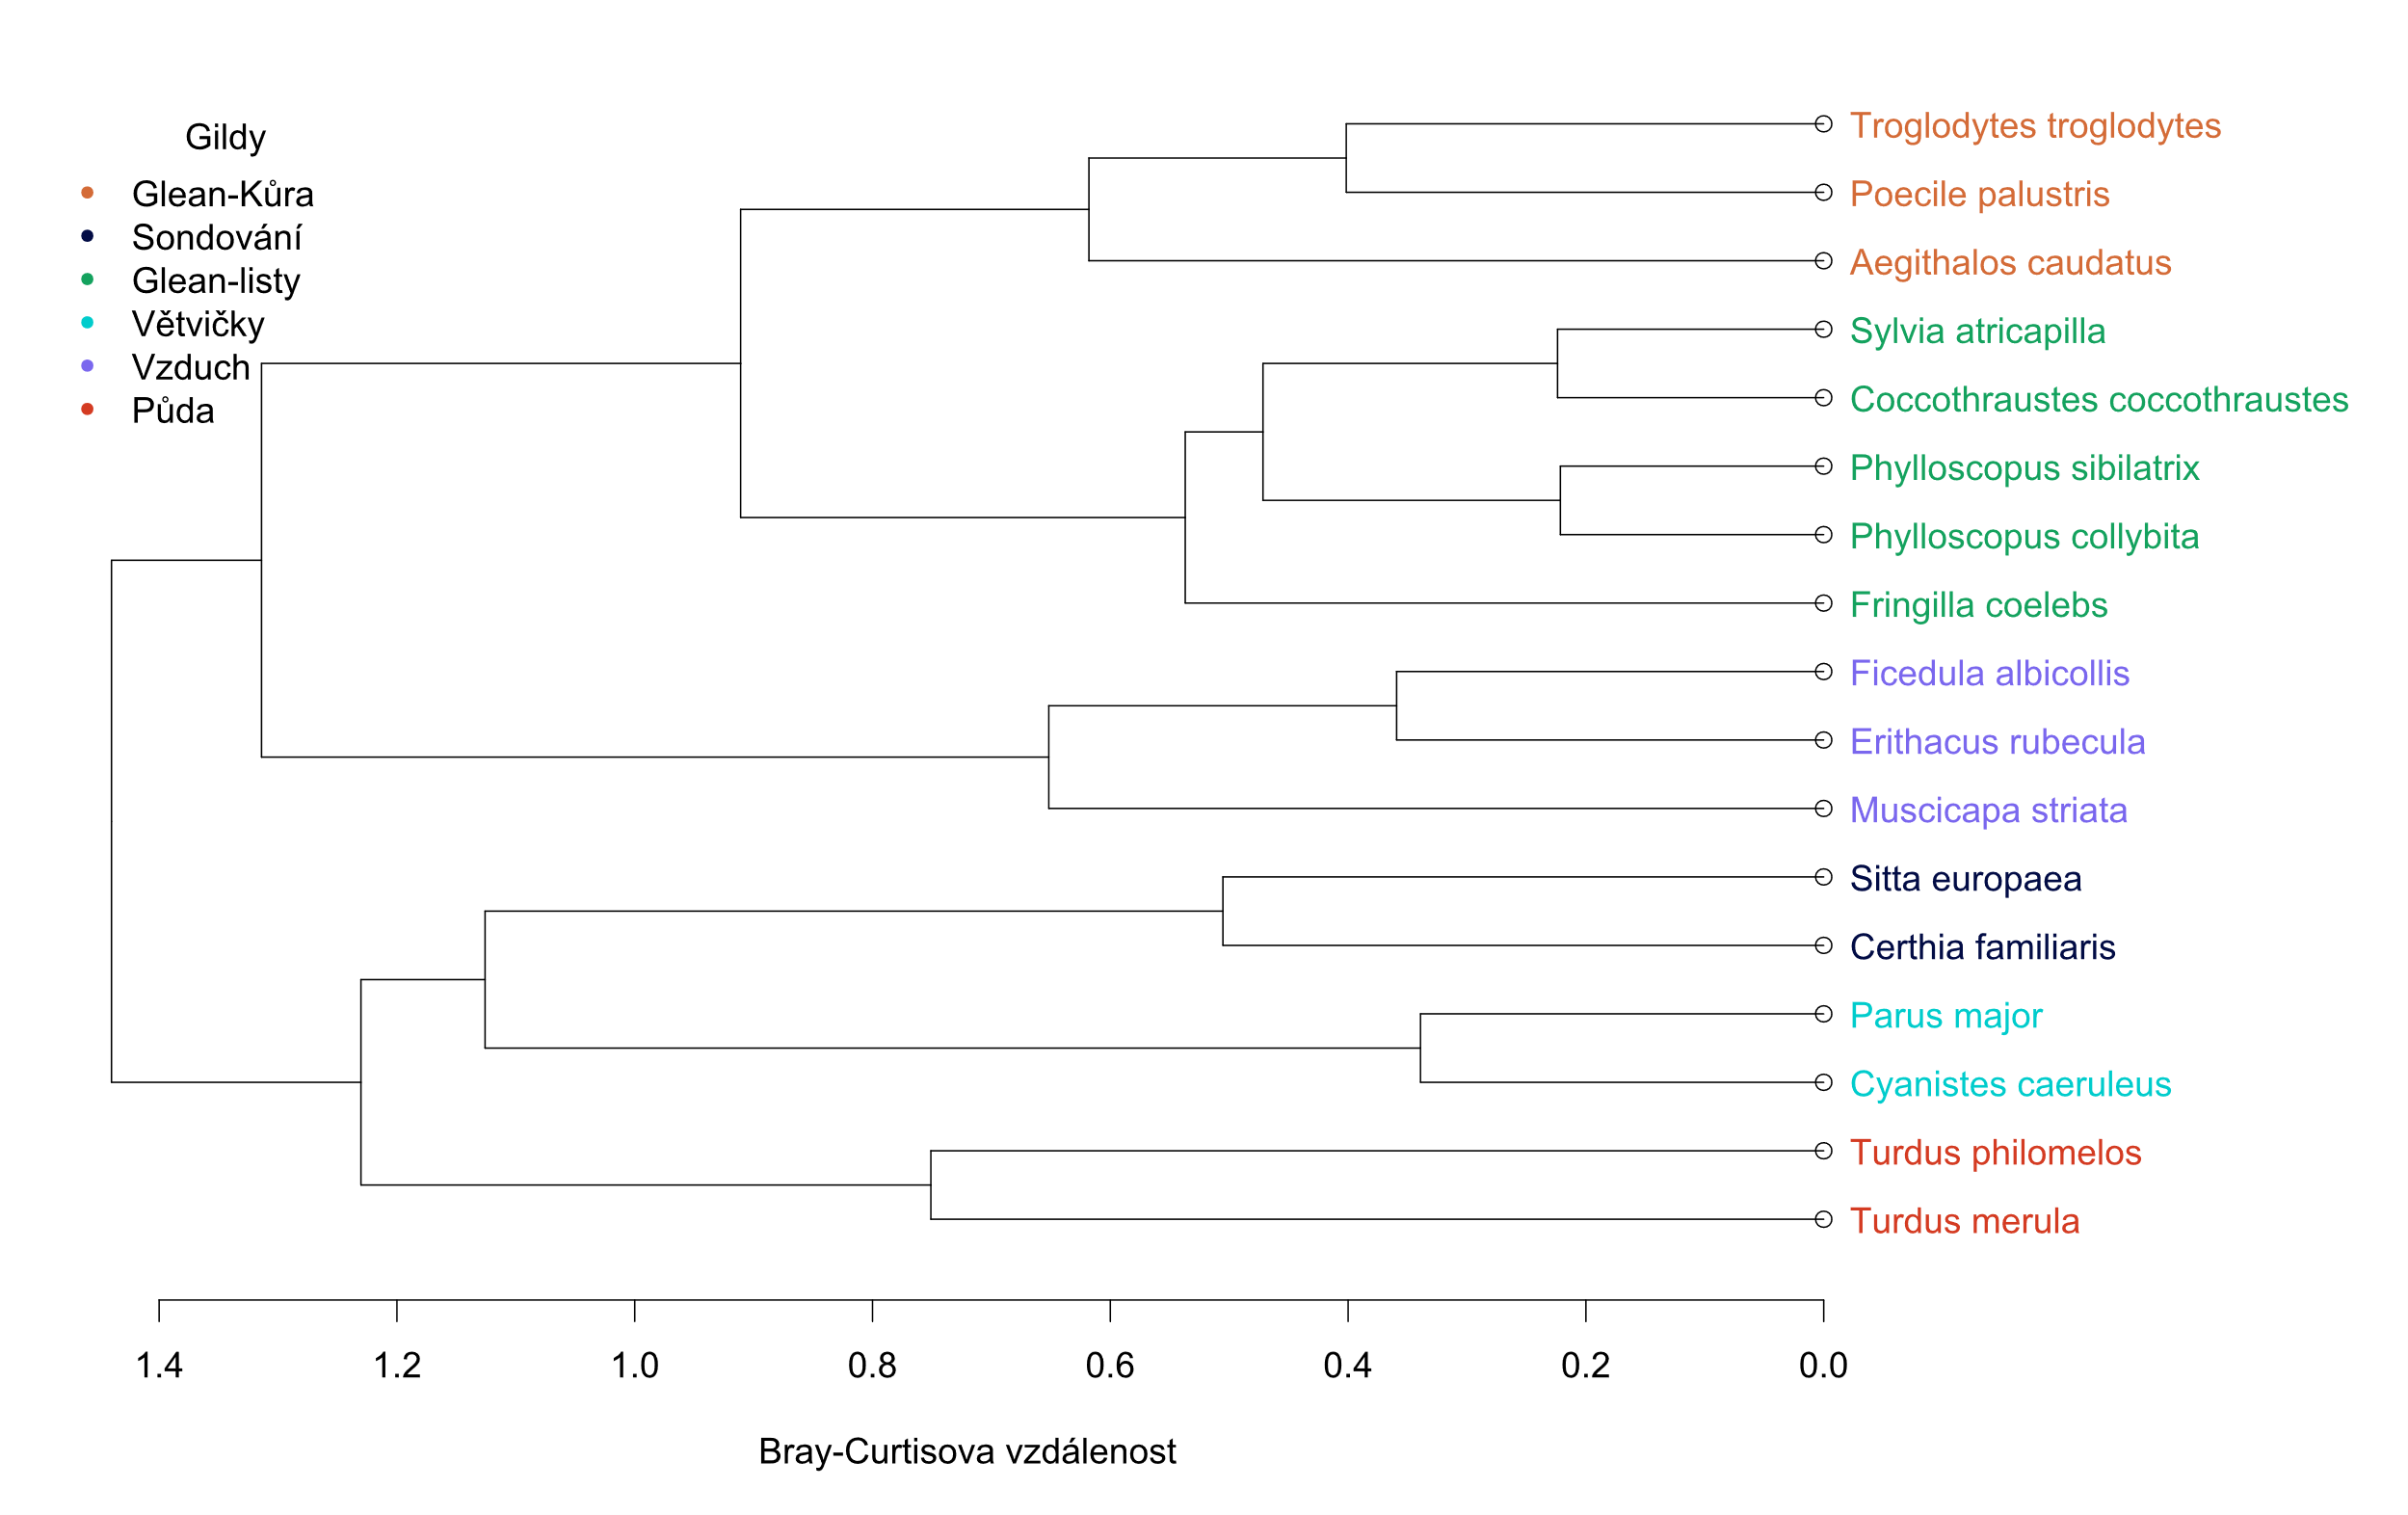 Gildy
Glean-Kůra
Sondování
Glean-listy
Větvičky
Vzduch
Půda
Troglodytes troglodytes
Poecile palustris
Aegithalos caudatus
Sylvia atricapilla
Coccothraustes coccothraustes
Phylloscopus sibilatrix
Phylloscopus collybita
Fringilla coelebs
Ficedula albicollis
Erithacus rubecula
Muscicapa striata
Sitta europaea
Certhia familiaris
Parus major
Cyanistes caeruleus
Turdus philomelos
Turdus merula
1.4 1.2 1.0 0.8 0.6 0.4 0.2 0.0
Bray-Curtisova vzdálenost